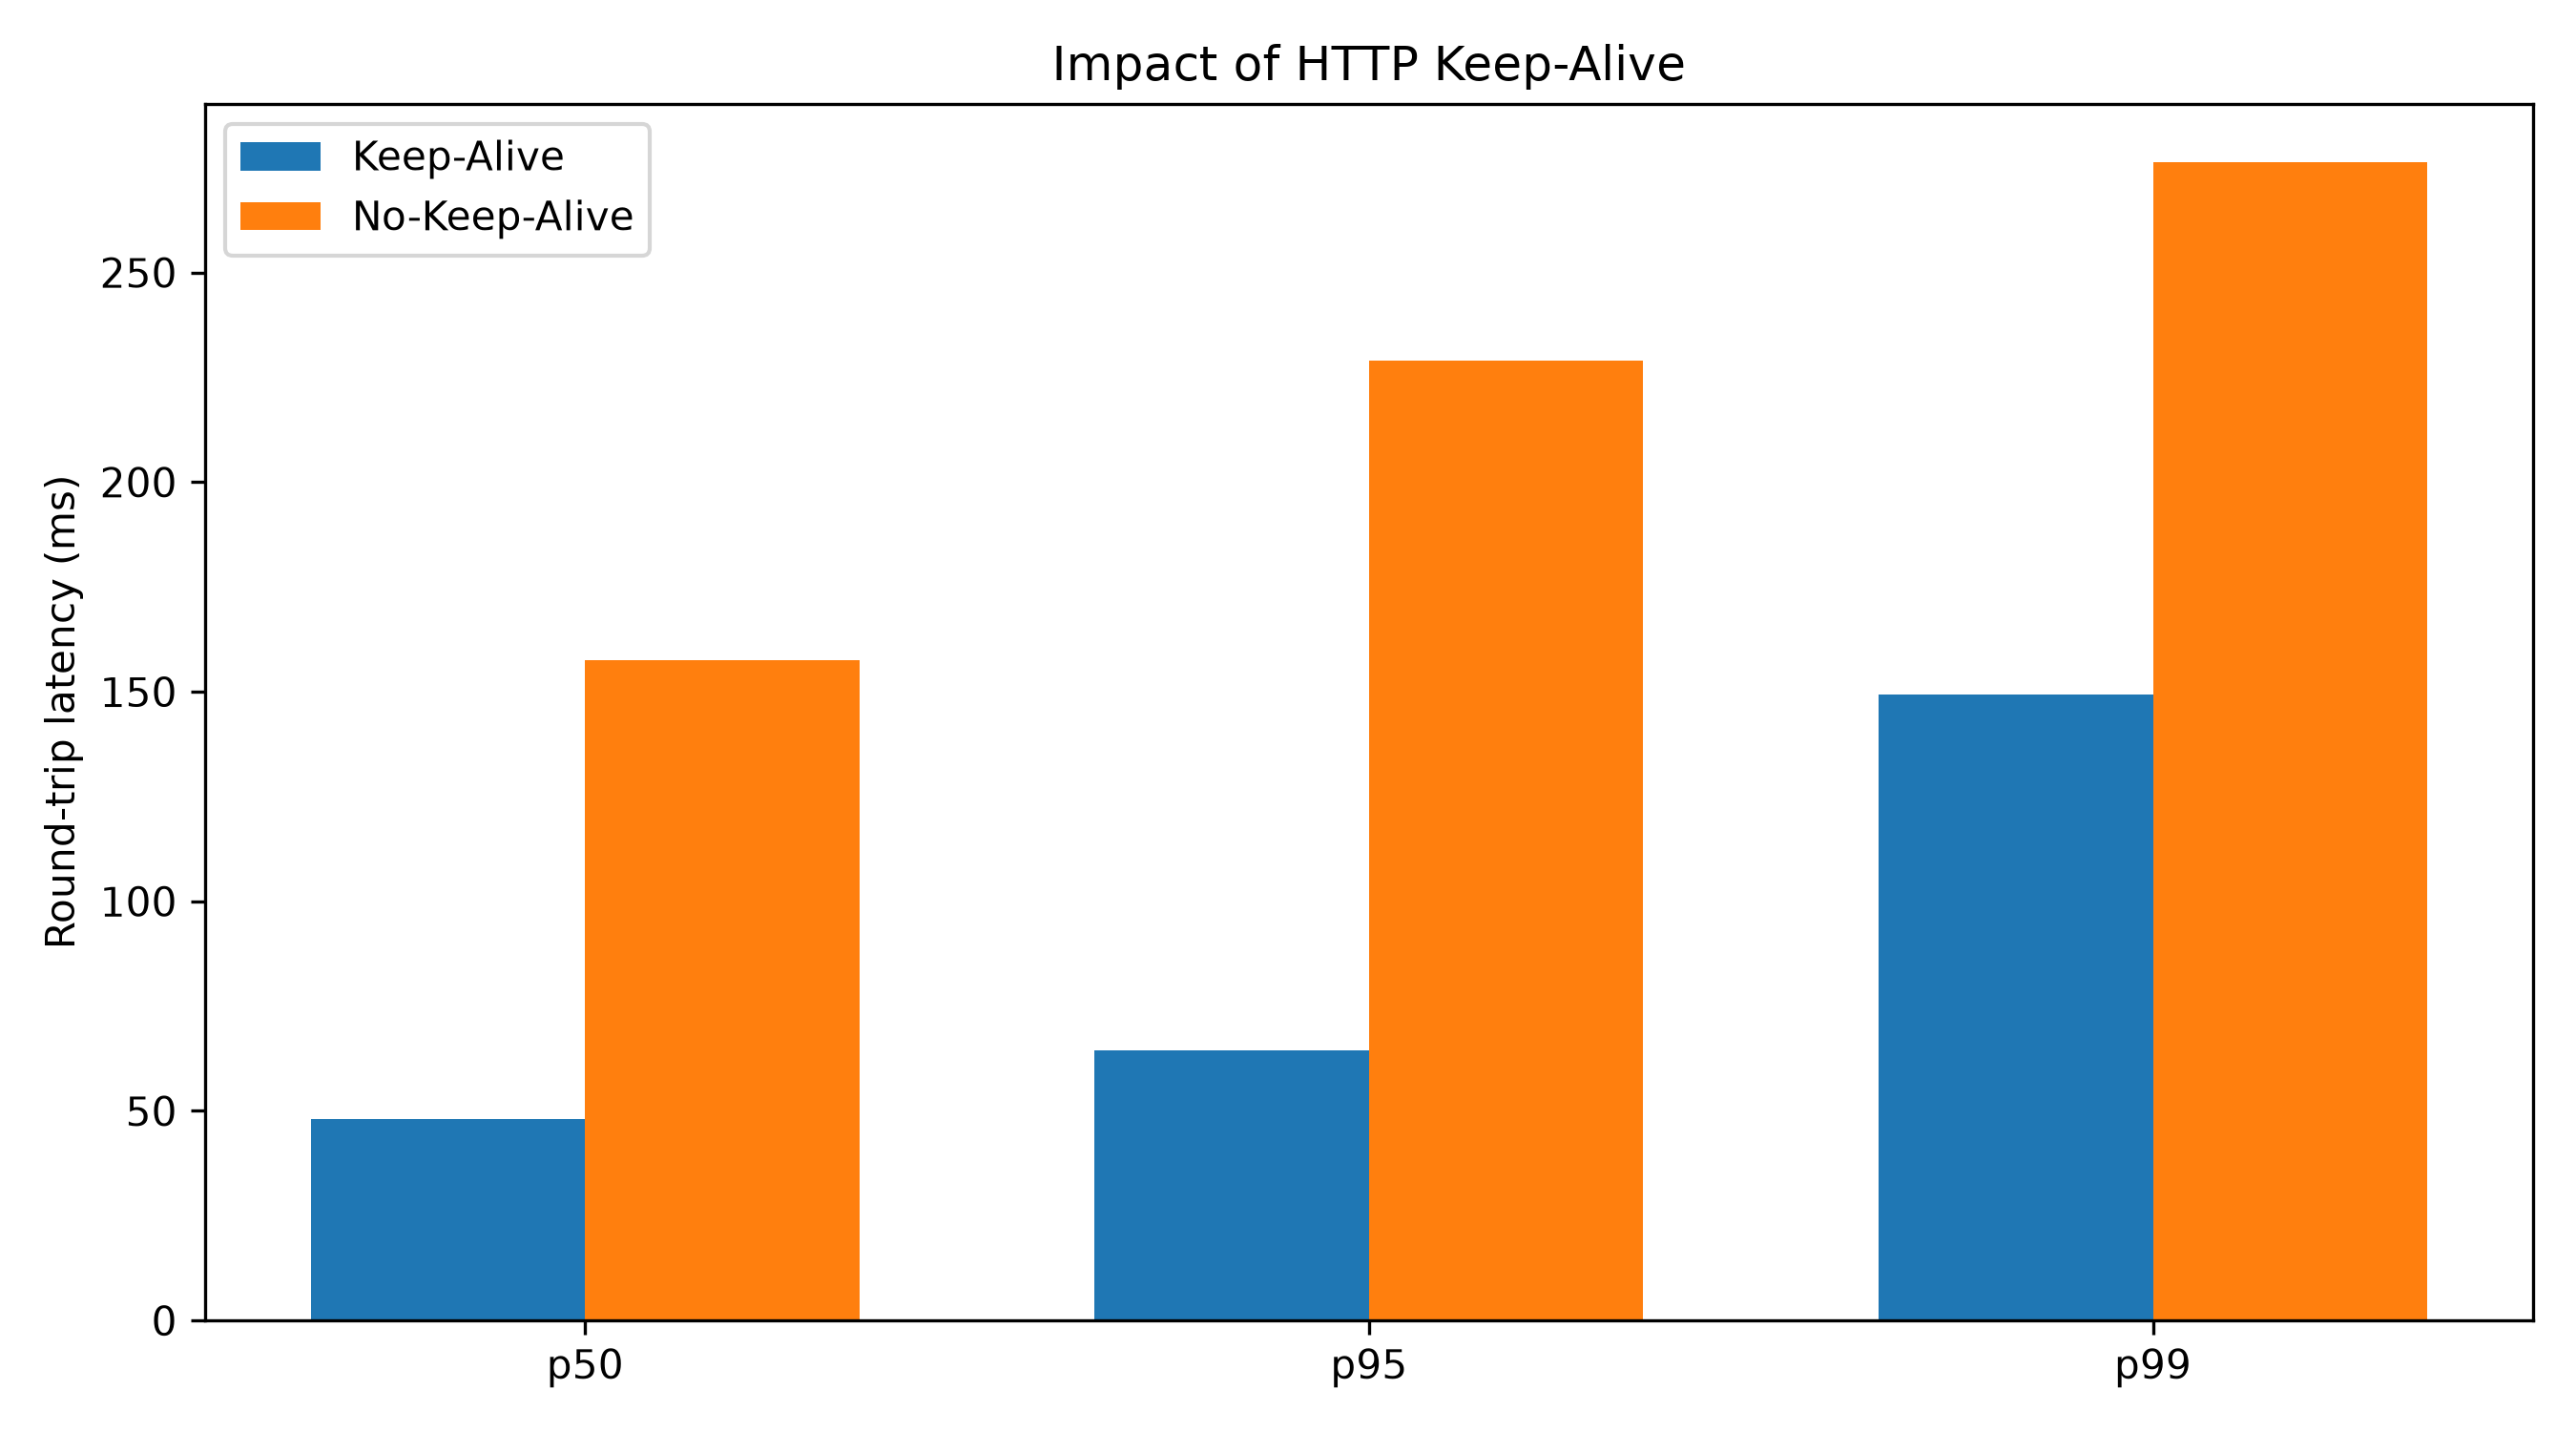 Impact of HTTP Keep-Alive
Keep-Alive
No-Keep-Alive
Round-trip latency (ms)
250
200
150
100
50
0
p50
p95
p99